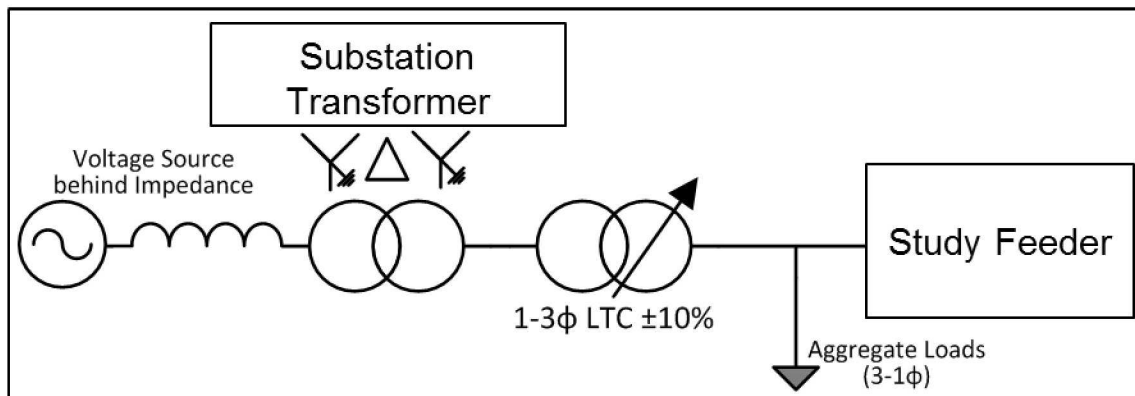 Substation
Transformer
Voltage Source
behind Impedance
Study Feeder
1-3ϕ LTC ±10%
Aggregate Loads
(3-1ϕ)